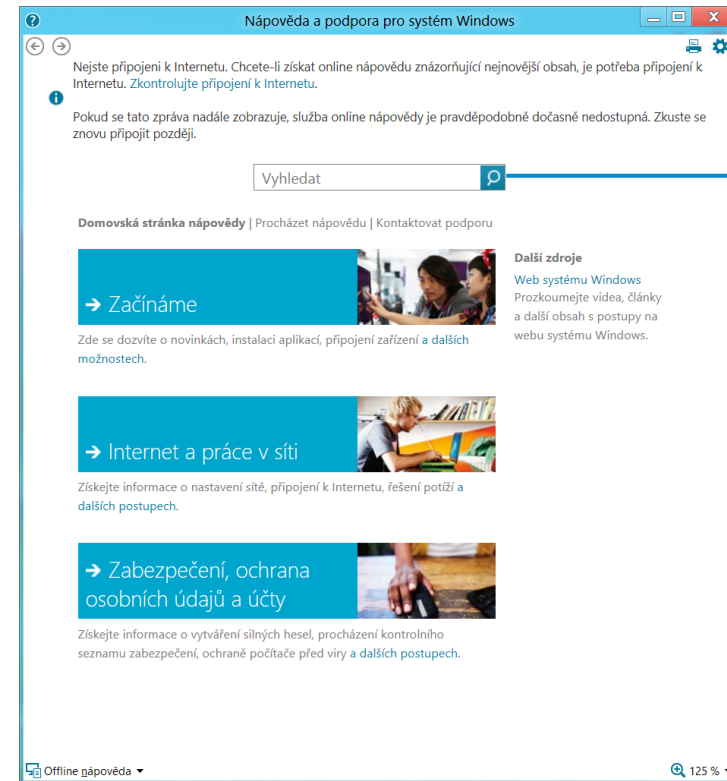 Nápověda a podpora pro systém Windows
Nejste připojeni k Internetu. Chcete-li získat online nápovědu znázorňující nejnovější obsah, je potřeba připojení k
Internetu. Zkontrolujte připojení k Internetu.
Pokud se tato zpráva nadále zobrazuje, služba online nápovědy je pravděpodobně dočasně nedostupná. Zkuste se
znovu připojit později.
Vyhledat
Domovská stránka nápovědy | Procházet nápovědu | Kontaktovat podporu
Začínáme
Zde se dozvíte o novinkách, instalaci aplikací, připojení zařízení a dalších
možnostech.
Další zdroje
Web systému Windows
Prozkoumejte videa, články
a další obsah s postupy na
webu systému Windows.
Internet a práce v síti
Získejte informace o nastavení sítě, připojení k Internetu, řešení potíží a
dalších postupech.
Zabezpečení, ochrana
osobních údajů a účty
Získejte informace o vytváření silných hesel, procházení kontrolního
seznamu zabezpečení, ochraně počítače před viry a dalších postupech.
Offline nápověda
125 %